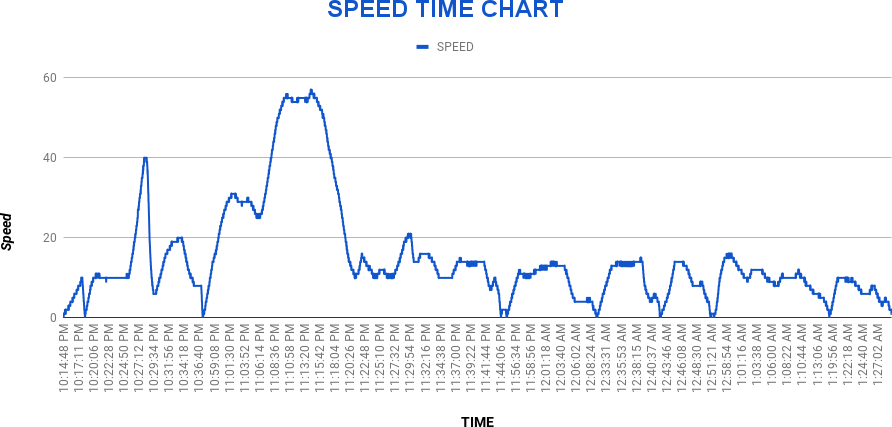 SPEED TIME CHART
SPEED
60
40
20
0
Speed
10:14:48 PM
10:17:11 PM
10:20:06 PM
10:22:28 PM
10:24:50 PM
10:27:12 PM
10:29:34 PM
10:31:56 PM
10:34:18 PM
10:36:40 PM
10:59:08 PM
11:01:30 PM
11:03:52 PM
11:06:14 PM
11:08:36 PM
11:10:58 PM
11:13:20 PM
11:15:42 PM
11:18:04 PM
11:20:26 PM
11:22:48 PM
11:25:10 PM
11:27:32 PM
11:29:54 PM
11:32:16 PM
11:34:38 PM
11:37:00 PM
11:39:22 PM
11:41:44 PM
11:44:06 PM
11:56:34 PM
11:58:56 PM
12:01:18 AM
12:03:40 AM
12:06:02 AM
12:08:24 AM
12:33:31 AM
12:35:53 AM
12:38:15 AM
12:40:37 AM
12:43:46 AM
12:46:08 AM
12:48:30 AM
12:51:21 AM
12:58:54 AM
1:01:16 AM
1:03:38 AM
1:06:00 AM
1:08:22 AM
1:10:44 AM
1:13:06 AM
1:19:56 AM
1:22:18 AM
1:24:40 AM
1:27:02 AM
TIME